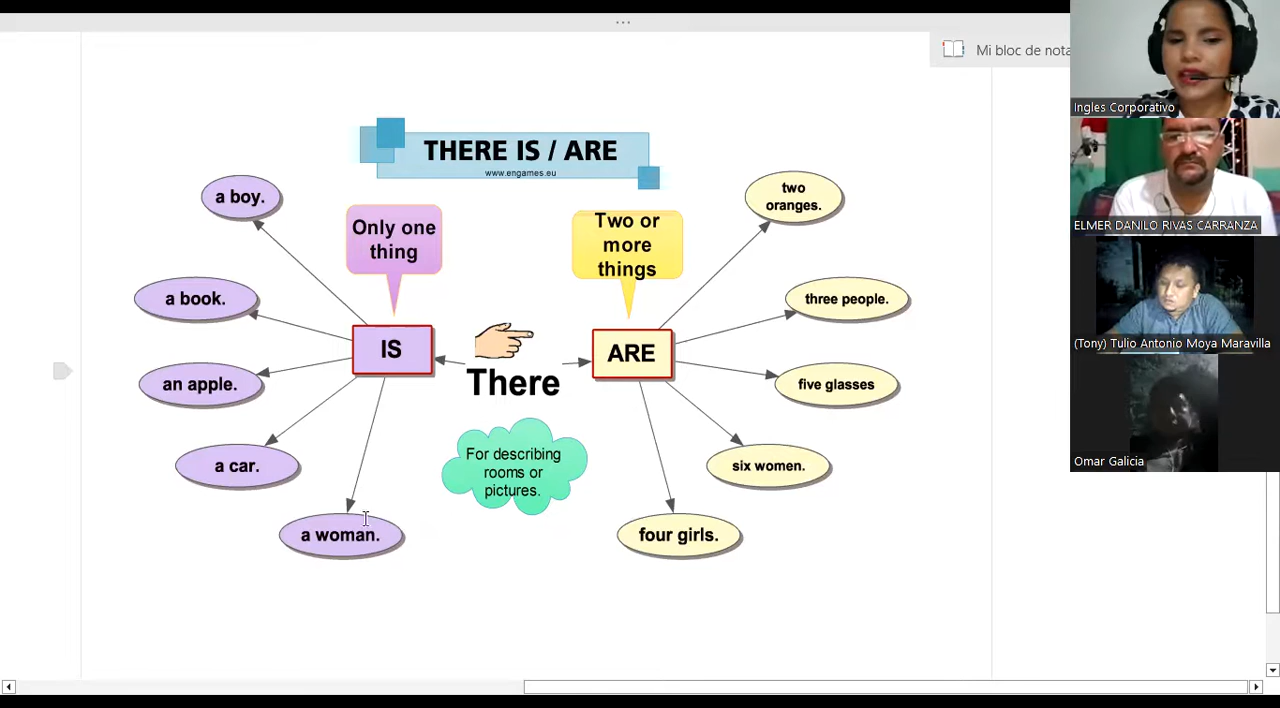 ...
Mi bloc de nota
THERE IS / ARE
www.engames.eu
a boy.
Only one
thing
Two or
more
things
two
oranges.
a book.
three people.
IS
There
ARE
an apple.
five glasses
a car.
For describing
rooms or
pictures.
six women.
a woman.
four girls.
Ingles Corporativo
ELMER DANILO RIVAS CARRANZA
(Tony) Tulio Antonio Moya Maravilla
Omar Galicia